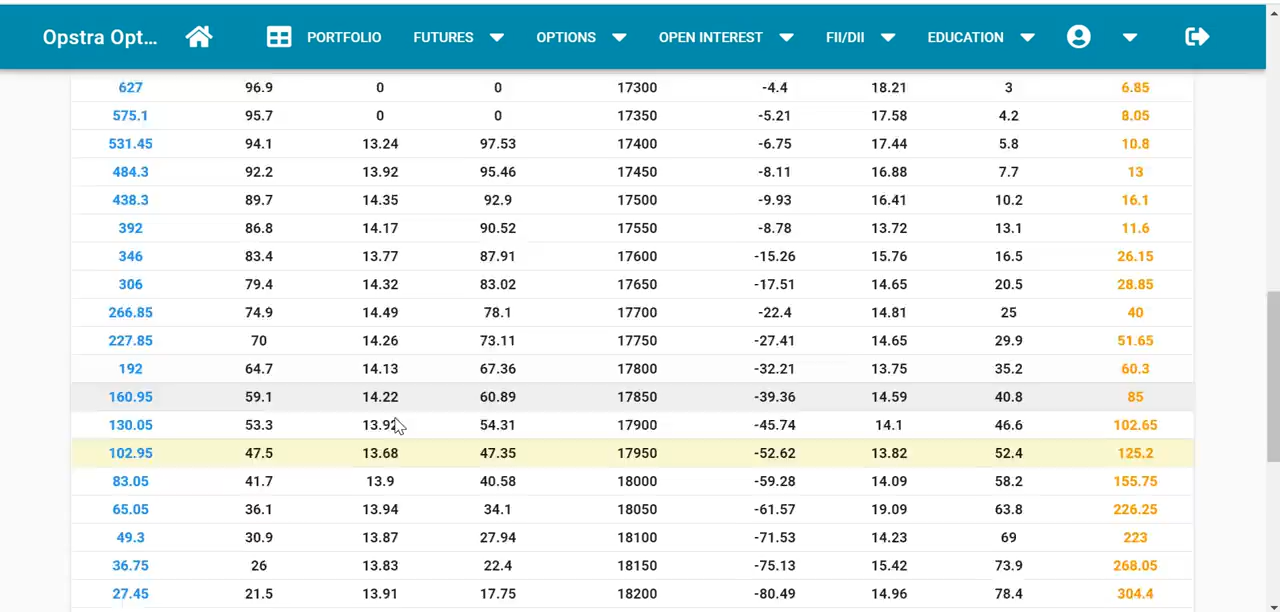 Opstra Opt... PORTFOLIO FUTURES OPTIONS OPEN INTEREST FII/DII EDUCATION
627 96.9 0 0 17300 -4.4 18.21 3 6.85
575.1 95.7 0 0 17350 -5.21 17.58 4.2 8.05
531.45 94.1 13.24 97.53 17400 -6.75 17.44 5.8 10.8
484.3 92.2 13.92 95.46 17450 -8.11 16.88 7.7 13
438.3 89.7 14.35 92.9 17500 -9.93 16.41 10.2 16.1
392 86.8 14.17 90.52 17550 -8.78 13.72 13.1 11.6
346 83.4 13.77 87.91 17600 -15.26 15.76 16.5 26.15
306 79.4 14.32 83.02 17650 -17.51 14.65 20.5 28.85
266.85 74.9 14.49 78.1 17700 -22.4 14.81 25 40
227.85 70 14.26 73.11 17750 -27.41 14.65 29.9 51.65
192 64.7 14.13 67.36 17800 -32.21 13.75 35.2 60.3
160.95 59.1 14.22 60.89 17850 -39.36 14.59 40.8 85
130.05 53.3 13.92 54.31 17900 -45.74 14.1 46.6 102.65
102.95 47.5 13.68 47.35 17950 -52.62 13.82 52.4 125.2
83.05 41.7 13.9 40.58 18000 -59.28 14.09 58.2 155.75
65.05 36.1 13.94 34.1 18050 -61.57 19.09 63.8 226.25
49.3 30.9 13.87 27.94 18100 -71.53 14.23 69 223
36.75 26 13.83 22.4 18150 -75.13 15.42 73.9 268.05
27.45 21.5 13.91 17.75 18200 -80.49 14.96 78.4 304.4